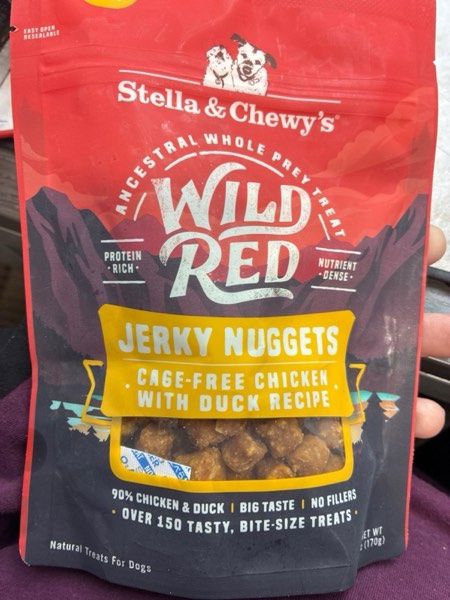 EASY OPEN
RESEALABLE
Stella & Chewy's
ANCESTRAL WHOLE PREY TREAT
WILD
RED
PROTEIN
- RICH -
NUTRIENT
- DENSE -
JERKY NUGGETS
· CAGE-FREE CHICKEN ·
WITH DUCK RECIPE
90% CHICKEN & DUCK | BIG TASTE | NO FILLERS
· OVER 150 TASTY, BITE-SIZE TREATS ·
ET WT
(170g)
Natural Treats For Dogs